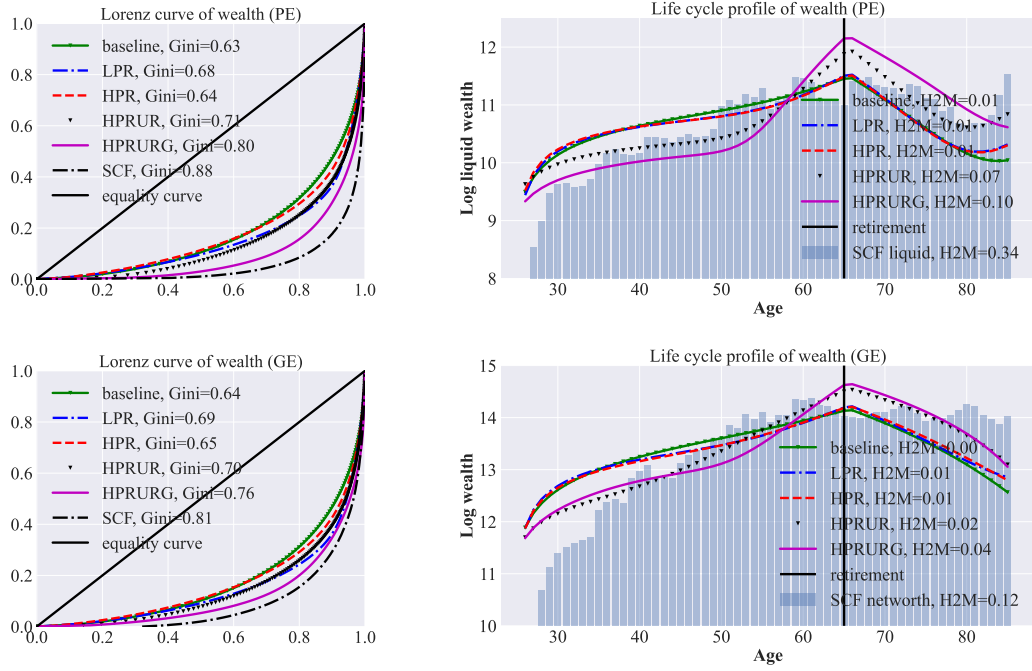 Lorenz curve of wealth (PE)
1.0
0.8
0.6
0.4
0.2
0.0
0.0 0.2 0.4 0.6 0.8 1.0
baseline, Gini=0.63
LPR, Gini=0.68
HPR, Gini=0.64
HPRUR, Gini=0.71
HPRURG, Gini=0.80
SCF, Gini=0.88
equality curve
Life cycle profile of wealth (PE)
Log liquid wealth
12
11
10
9
8
30 40 50 60 70 80
Age
baseline, H2M=0.01
LPR, H2M=0.01
HPR, H2M=0.01
HPRUR, H2M=0.07
HPRURG, H2M=0.10
retirement
SCF liquid, H2M=0.34
Lorenz curve of wealth (GE)
1.0
0.8
0.6
0.4
0.2
0.0
0.0 0.2 0.4 0.6 0.8 1.0
baseline, Gini=0.64
LPR, Gini=0.69
HPR, Gini=0.65
HPRUR, Gini=0.70
HPRURG, Gini=0.76
SCF, Gini=0.81
equality curve
Life cycle profile of wealth (GE)
Log wealth
15
14
13
12
11
10
30 40 50 60 70 80
Age
baseline, H2M=0.00
LPR, H2M=0.01
HPR, H2M=0.01
HPRUR, H2M=0.02
HPRURG, H2M=0.04
retirement
SCF networth, H2M=0.12